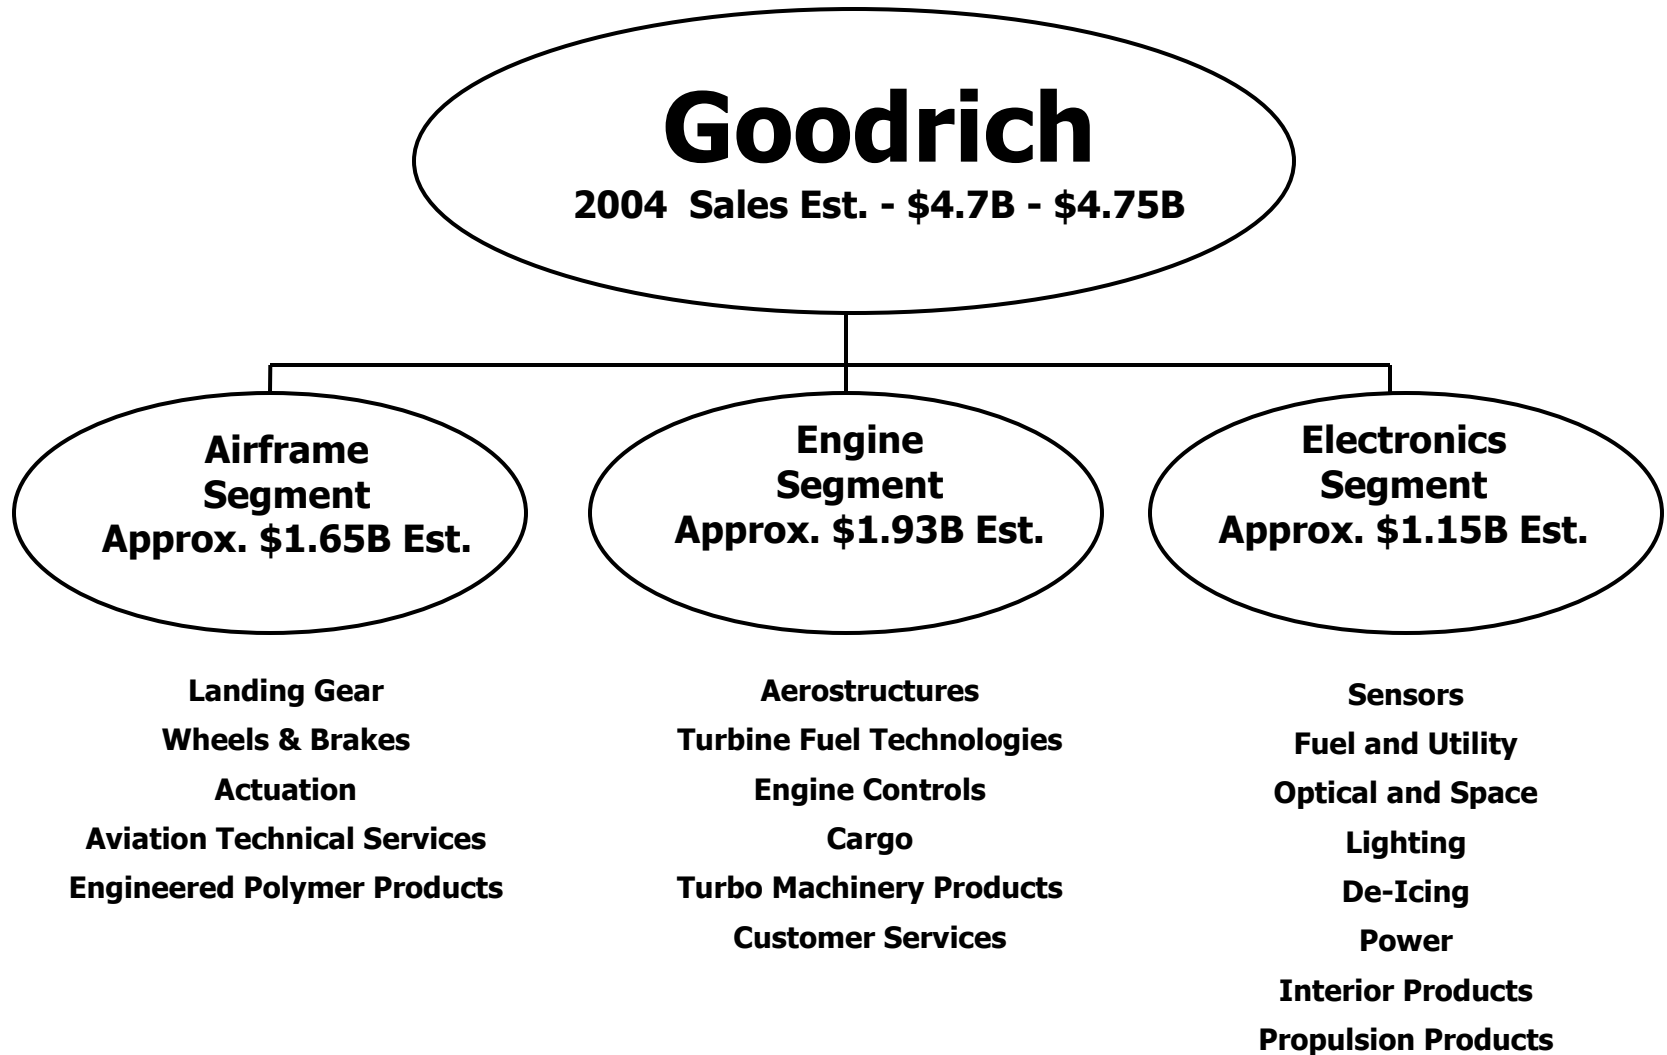 Goodrich
2004 Sales Est. - $4.7B - $4.75B
Airframe
Segment
Approx. $1.65B Est.
Engine
Segment
Approx. $1.93B Est.
Electronics
Segment
Approx. $1.15B Est.
Landing Gear
Wheels & Brakes
Actuation
Aviation Technical Services
Engineered Polymer Products
Aerostructures
Turbine Fuel Technologies
Engine Controls
Cargo
Turbo Machinery Products
Customer Services
Sensors
Fuel and Utility
Optical and Space
Lighting
De-Icing
Power
Interior Products
Propulsion Products